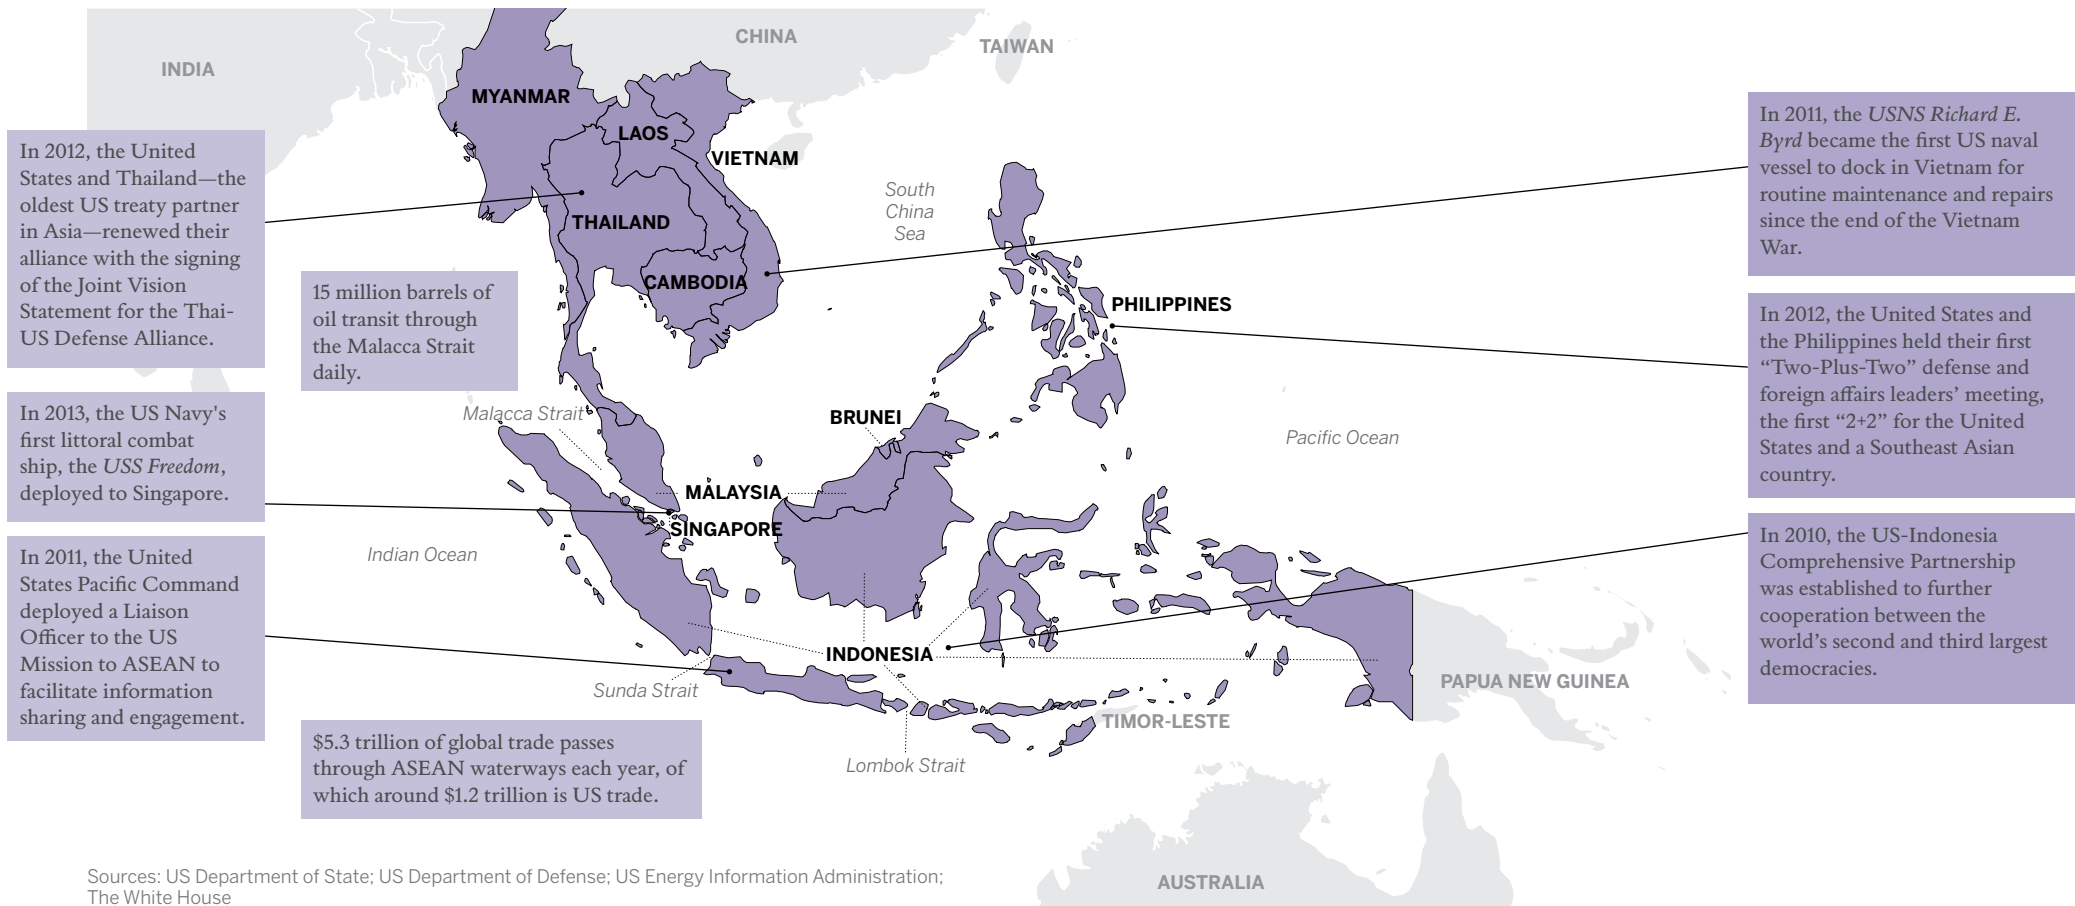 INDIA
CHINA
TAIWAN
MYANMAR
LAOS
VIETNAM
THAILAND
CAMBODIA
South
China
Sea
PHILIPPINES
In 2012, the United
States and Thailand—the
oldest US treaty partner
in Asia—renewed their
alliance with the signing
of the Joint Vision
Statement for the Thai-
US Defense Alliance.
15 million barrels of
oil transit through
the Malacca Strait
daily.
In 2013, the US Navy's
first littoral combat
ship, the USS Freedom,
deployed to Singapore.
In 2011, the United
States Pacific Command
deployed a Liaison
Officer to the US
Mission to ASEAN to
facilitate information
sharing and engagement.
Malacca Strait
BRUNEI
Pacific Ocean
MALAYSIA
SINGAPORE
Indian Ocean
INDONESIA
Sunda Strait
PAPUA NEW GUINEA
TIMOR-LESTE
Lombok Strait
AUSTRALIA
$5.3 trillion of global trade passes
through ASEAN waterways each year, of
which around $1.2 trillion is US trade.
In 2011, the USNS Richard E.
Byrd became the first US naval
vessel to dock in Vietnam for
routine maintenance and repairs
since the end of the Vietnam
War.
In 2012, the United States and
the Philippines held their first
“Two-Plus-Two” defense and
foreign affairs leaders’ meeting,
the first “2+2” for the United
States and a Southeast Asian
country.
In 2010, the US-Indonesia
Comprehensive Partnership
was established to further
cooperation between the
world’s second and third largest
democracies.
Sources: US Department of State; US Department of Defense; US Energy Information Administration;
The White House